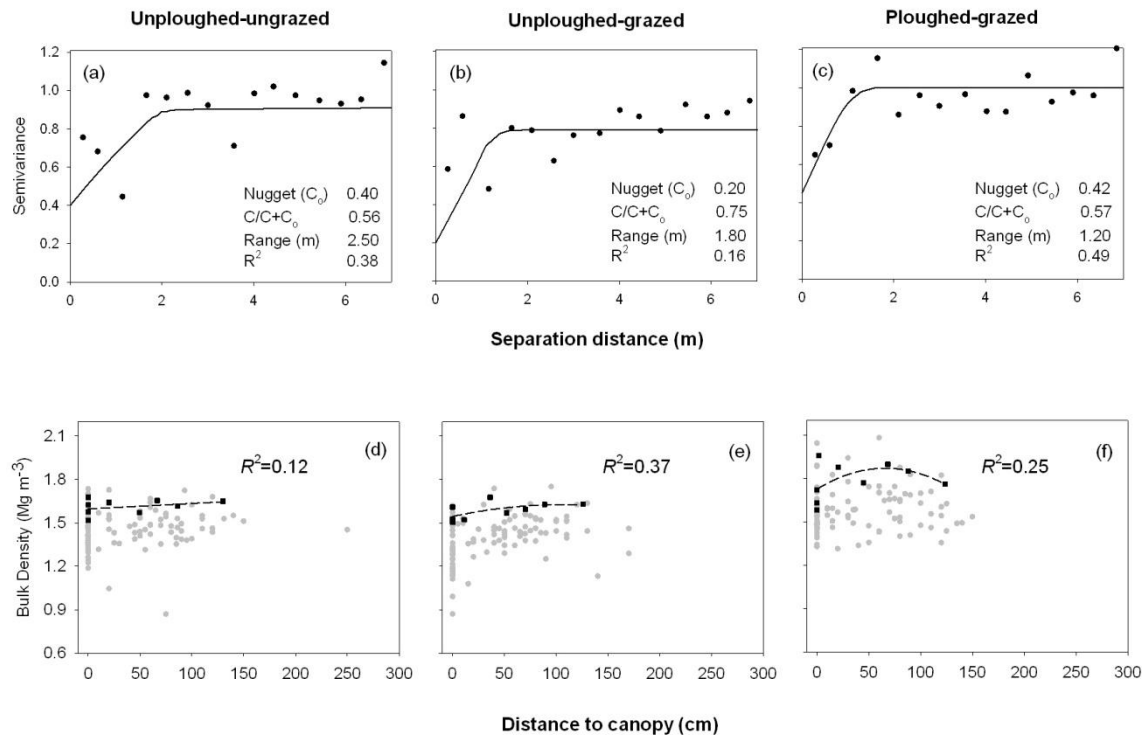 Unploughed-ungrazed
Unploughed-grazed
Ploughed-grazed
Semivariance
1.2
1.0
0.8
0.6
0.4
0.2
0.0
(a)
Nugget (C₀) 0.40
C/C+C₀ 0.56
Range (m) 2.50
R² 0.38
0 2 4 6
(b)
Nugget (C₀) 0.20
C/C+C₀ 0.75
Range (m) 1.80
R² 0.16
0 2 4 6
(c)
Nugget (C₀) 0.42
C/C+C₀ 0.57
Range (m) 1.20
R² 0.49
0 2 4 6
Separation distance (m)
Bulk Density (Mg m⁻³)
2.1
1.8
1.5
1.2
0.9
0.6
(d)
R²=0.12
0 50 100 150 200 250 300
(e)
R²=0.37
0 50 100 150 200 250 300
(f)
R²=0.25
0 50 100 150 200 250 300
Distance to canopy (cm)